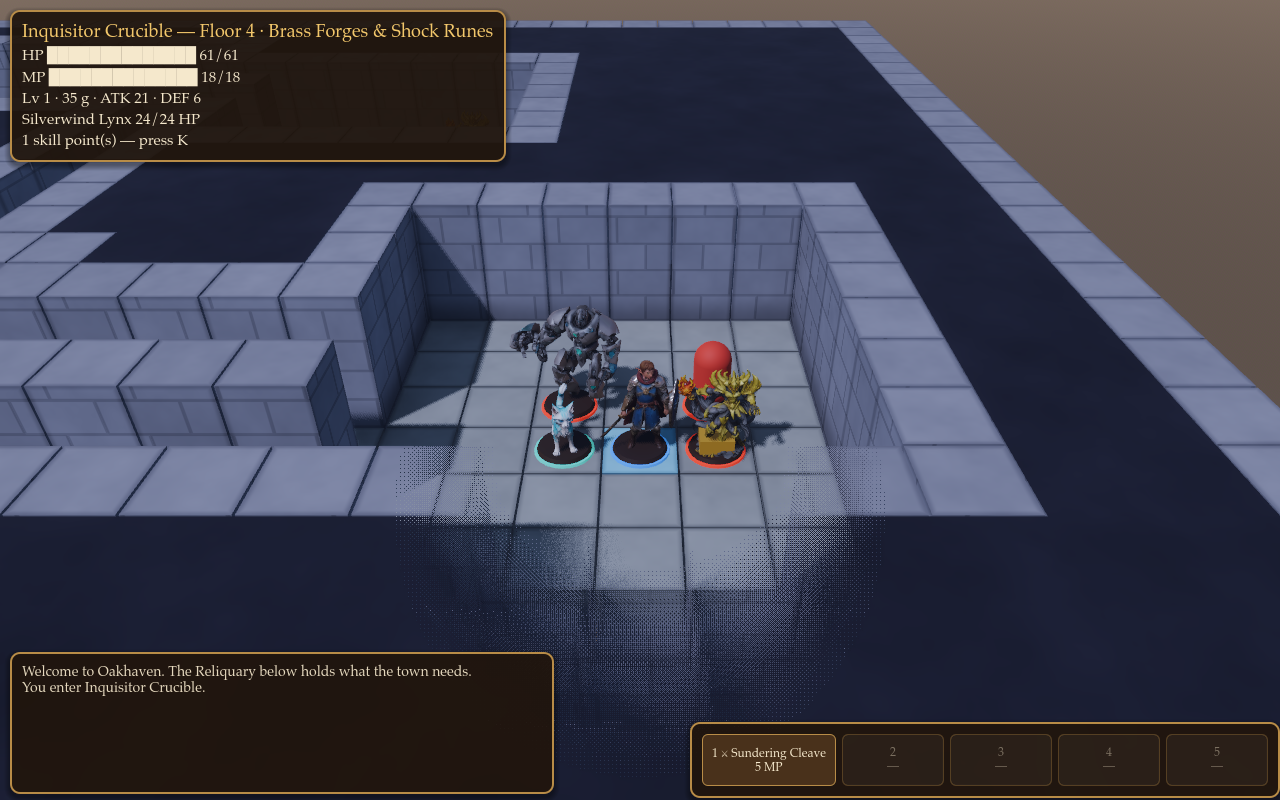 Inquisitor Crucible — Floor 4 · Brass Forges & Shock Runes
HP 61/61
MP 18/18
Lv 1 · 35 g · ATK 21 · DEF 6
Silverwind Lynx 24/24 HP
1 skill point(s) — press K
Welcome to Oakhaven. The Reliquary below holds what the town needs.
You enter Inquisitor Crucible.
1 ⚔ Sundering Cleave
5 MP
2
—
3
—
4
—
5
—